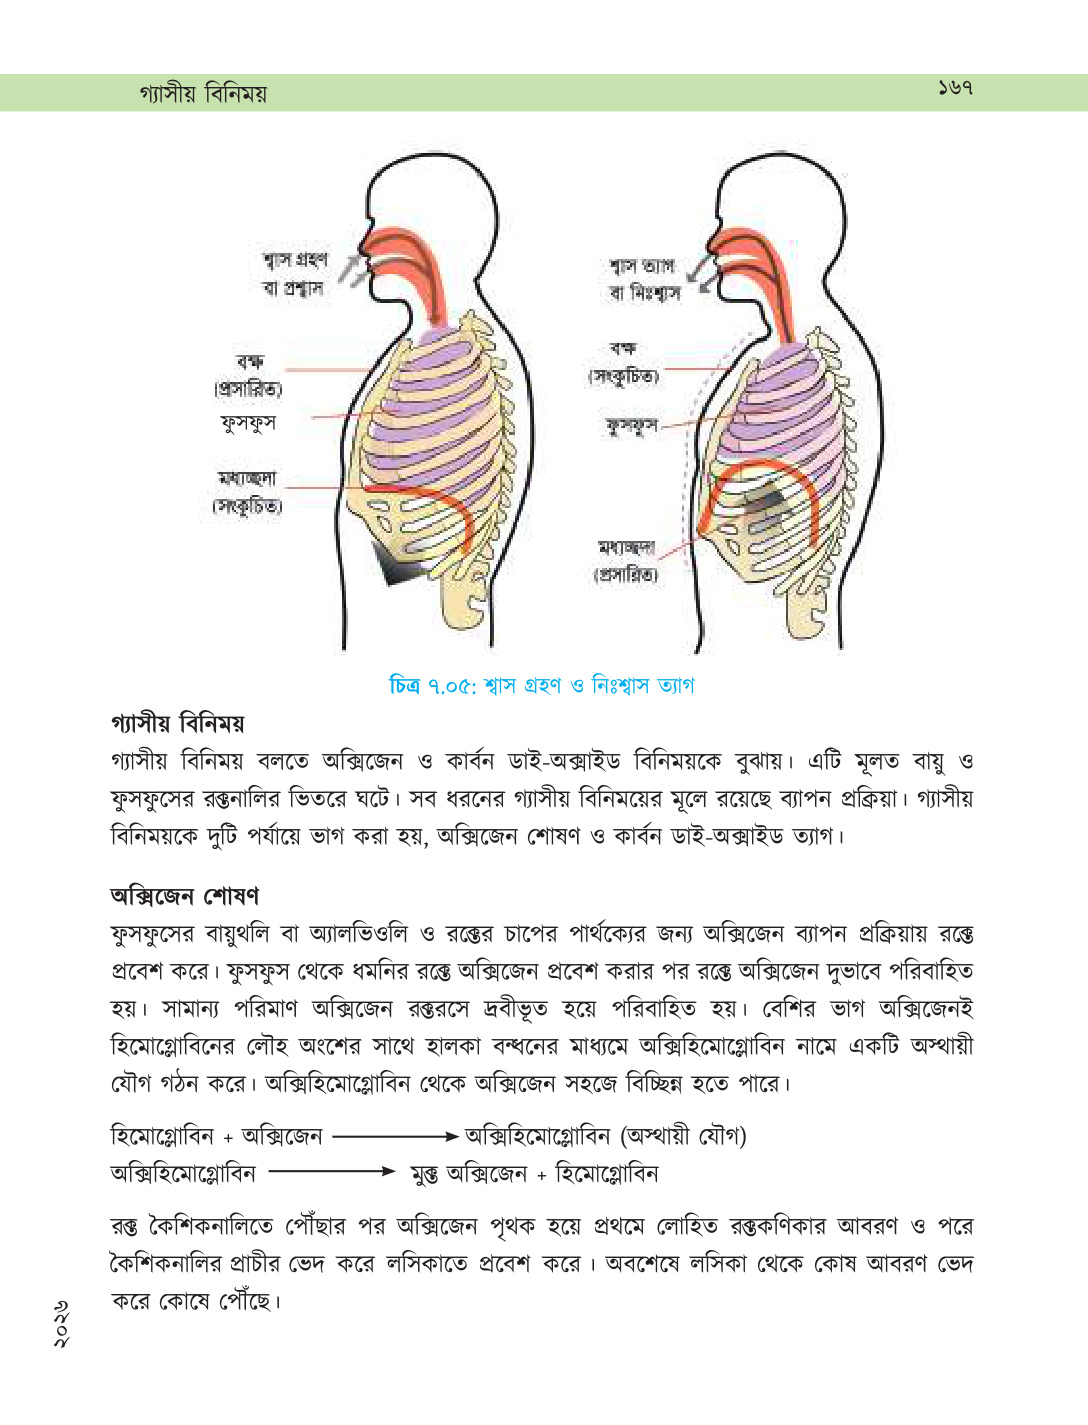 গ্যাসীয় বিনিময়
১৬৭
শ্বাস গ্রহণ
বা প্রশ্বাস
বক্ষ
(প্রসারিত)
ফুসফুস
মধ্যচ্ছদা
(সংকুচিত)
শ্বাস ত্যাগ
বা নিঃশ্বাস
বক্ষ
(সংকুচিত)
ফুসফুস
মধ্যচ্ছদা
(প্রসারিত)
চিত্র ৭.০৫: শ্বাস গ্রহণ ও নিঃশ্বাস ত্যাগ
গ্যাসীয় বিনিময়
গ্যাসীয় বিনিময় বলতে অক্সিজেন ও কার্বন ডাই-অক্সাইড বিনিময়কে বুঝায়। এটি মূলত বায়ু ও
ফুসফুসের রক্তনালির ভিতরে ঘটে। সব ধরনের গ্যাসীয় বিনিময়ের মূলে রয়েছে ব্যাপন প্রক্রিয়া। গ্যাসীয়
বিনিময়কে দুটি পর্যায়ে ভাগ করা হয়, অক্সিজেন শোষণ ও কার্বন ডাই-অক্সাইড ত্যাগ।
অক্সিজেন শোষণ
ফুসফুসের বায়ুথলি বা অ্যালভিওলি ও রক্তের চাপের পার্থক্যের জন্য অক্সিজেন ব্যাপন প্রক্রিয়ায় রক্তে
প্রবেশ করে। ফুসফুস থেকে ধমনির রক্তে অক্সিজেন প্রবেশ করার পর রক্তে অক্সিজেন দুভাবে পরিবাহিত
হয়। সামান্য পরিমাণ অক্সিজেন রক্তরসে দ্রবীভূত হয়ে পরিবাহিত হয়। বেশির ভাগ অক্সিজেনই
হিমোগ্লোবিনের লৌহ অংশের সাথে হালকা বন্ধনের মাধ্যমে অক্সিহিমোগ্লোবিন নামে একটি অস্থায়ী
যৌগ গঠন করে। অক্সিহিমোগ্লোবিন থেকে অক্সিজেন সহজে বিচ্ছিন্ন হতে পারে।
হিমোগ্লোবিন + অক্সিজেন ⟶ অক্সিহিমোগ্লোবিন (অস্থায়ী যৌগ)
অক্সিহিমোগ্লোবিন ⟶ মুক্ত অক্সিজেন + হিমোগ্লোবিন
রক্ত কৈশিকনালিতে পৌঁছার পর অক্সিজেন পৃথক হয়ে প্রথমে লোহিত রক্তকণিকার আবরণ ও পরে
কৈশিকনালির প্রাচীর ভেদ করে লসিকাতে প্রবেশ করে। অবশেষে লসিকা থেকে কোষ আবরণ ভেদ
করে কোষে পৌঁছে।
২০২৬